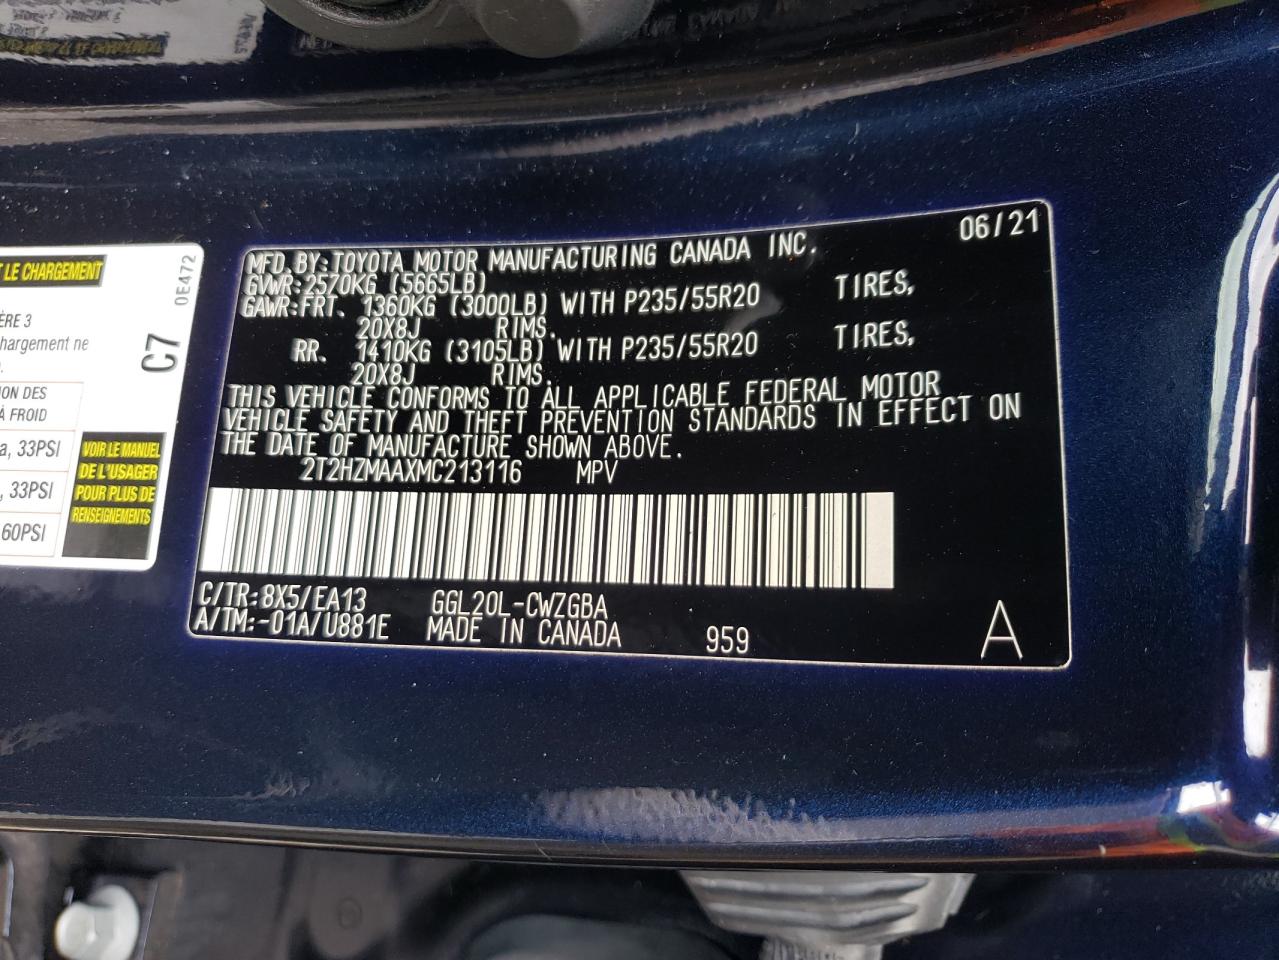 T LE CHARGEMENT
0E472
ÈRE 3
chargement ne
C7
ION DES
À FROID
a, 33PSI
, 33PSI
60PSI
VOIR LE MANUEL
DE L'USAGER
POUR PLUS DE
RENSEIGNEMENTS
06/21
MFD.BY:TOYOTA MOTOR MANUFACTURING CANADA INC.
GVWR:2570KG (5665LB)
GAWR:FRT. 1360KG (3000LB) WITH P235/55R20 TIRES,
20X8J RIMS.
RR. 1410KG (3105LB) WITH P235/55R20 TIRES,
20X8J RIMS.
THIS VEHICLE CONFORMS TO ALL APPLICABLE FEDERAL MOTOR
VEHICLE SAFETY AND THEFT PREVENTION STANDARDS IN EFFECT ON
THE DATE OF MANUFACTURE SHOWN ABOVE.
2T2HZMAAXMC213116 MPV
C/TR:8X5/EA13 GGL20L-CWZGBA
A/TM:-01A/U881E MADE IN CANADA 959 A